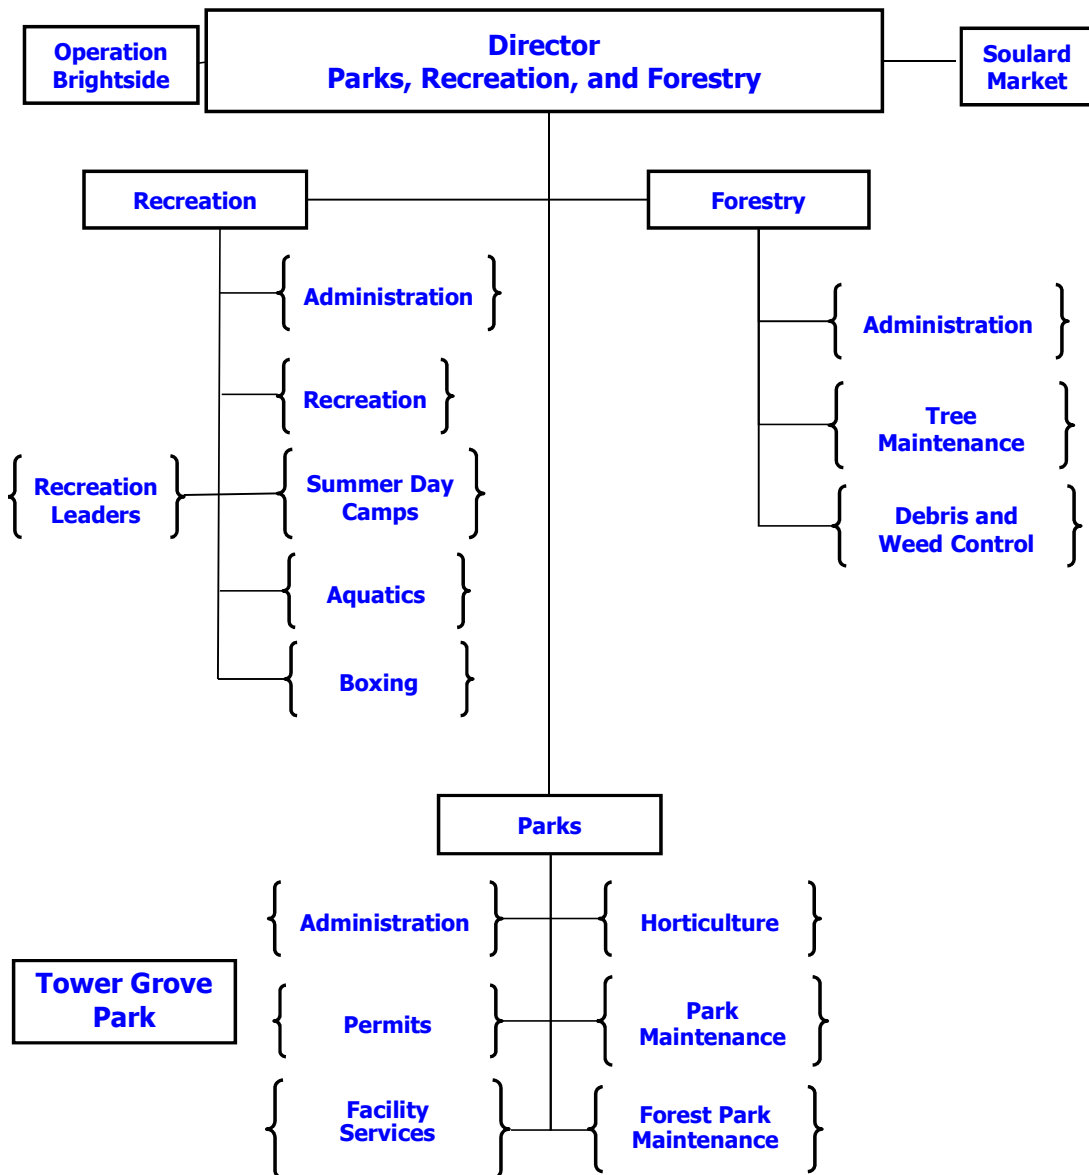 Operation
Brightside
Director
Parks, Recreation, and Forestry
Soulard
Market
Recreation
Forestry
Administration
Recreation
Recreation
Leaders
Summer Day
Camps
Aquatics
Boxing
Administration
Tree
Maintenance
Debris and
Weed Control
Parks
Administration
Horticulture
Tower Grove
Park
Permits
Park
Maintenance
Facility
Services
Forest Park
Maintenance